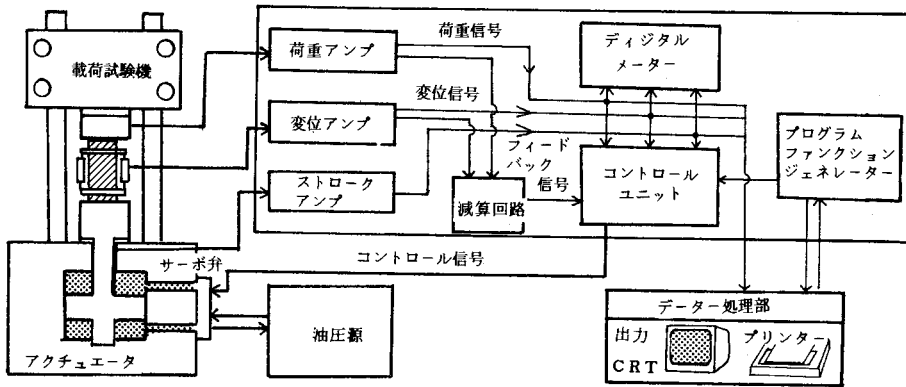 載荷試験機
荷重アンプ
荷重信号
ディジタル
メーター
変位アンプ
変位信号
フィード
バック
信号
ストローク
アンプ
減算回路
コントロール
ユニット
プログラム
ファンクション
ジェネレーター
サーボ弁
コントロール信号
油圧源
アクチュエータ
データー処理部
出力
CRT
プリンター